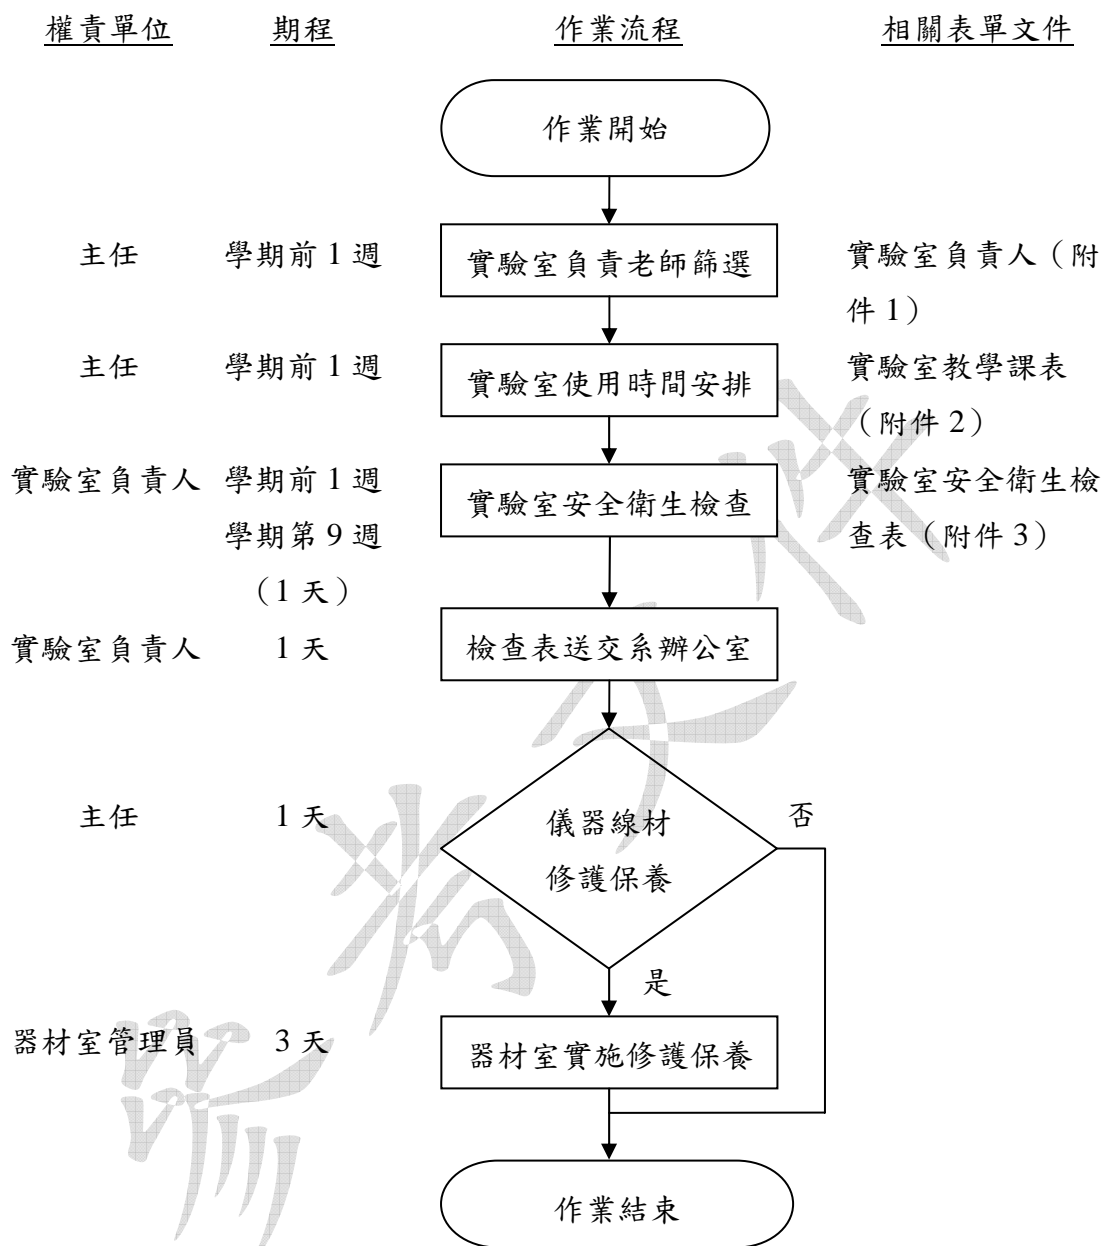 權責單位 期程 作業流程 相關表單文件
作業開始
主任 學期前 1 週 實驗室負責老師篩選 實驗室負責人（附
件 1）
主任 學期前 1 週 實驗室使用時間安排 實驗室教學課表
（附件 2）
實驗室負責人 學期前 1 週 實驗室安全衛生檢查 實驗室安全衛生檢
學期第 9 週 查表（附件 3）
（1 天）
實驗室負責人 1 天 檢查表送交系辦公室
主任 1 天 儀器線材 否
修護保養
是
器材室管理員 3 天 器材室實施修護保養
作業結束
參考文件